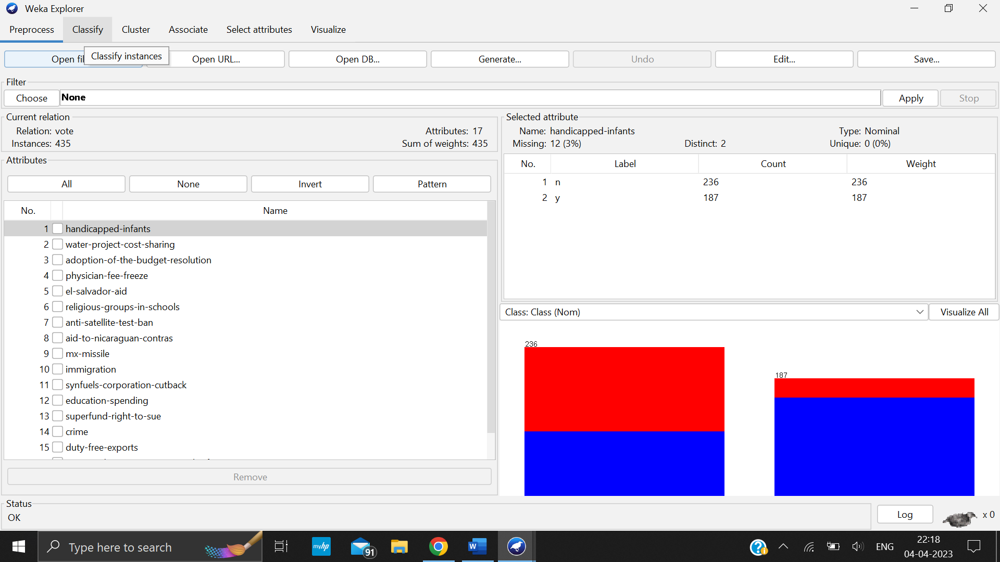 Weka Explorer
Preprocess Classify Cluster Associate Select attributes Visualize
Open fil Classify instances Open URL... Open DB... Generate... Undo Edit... Save...
Filter
Choose None Apply Stop
Current relation
Relation: vote Attributes: 17
Instances: 435 Sum of weights: 435
Attributes
All None Invert Pattern
No. Name
1 handicapped-infants
2 water-project-cost-sharing
3 adoption-of-the-budget-resolution
4 physician-fee-freeze
5 el-salvador-aid
6 religious-groups-in-schools
7 anti-satellite-test-ban
8 aid-to-nicaraguan-contras
9 mx-missile
10 immigration
11 synfuels-corporation-cutback
12 education-spending
13 superfund-right-to-sue
14 crime
15 duty-free-exports
Remove
Selected attribute
Name: handicapped-infants Type: Nominal
Missing: 12 (3%) Distinct: 2 Unique: 0 (0%)
No. Label Count Weight
1 n 236 236
2 y 187 187
Class: Class (Nom) Visualize All
236
187
Status
OK
Log x 0
Type here to search
myhp
91
W
ENG
22:18
04-04-2023